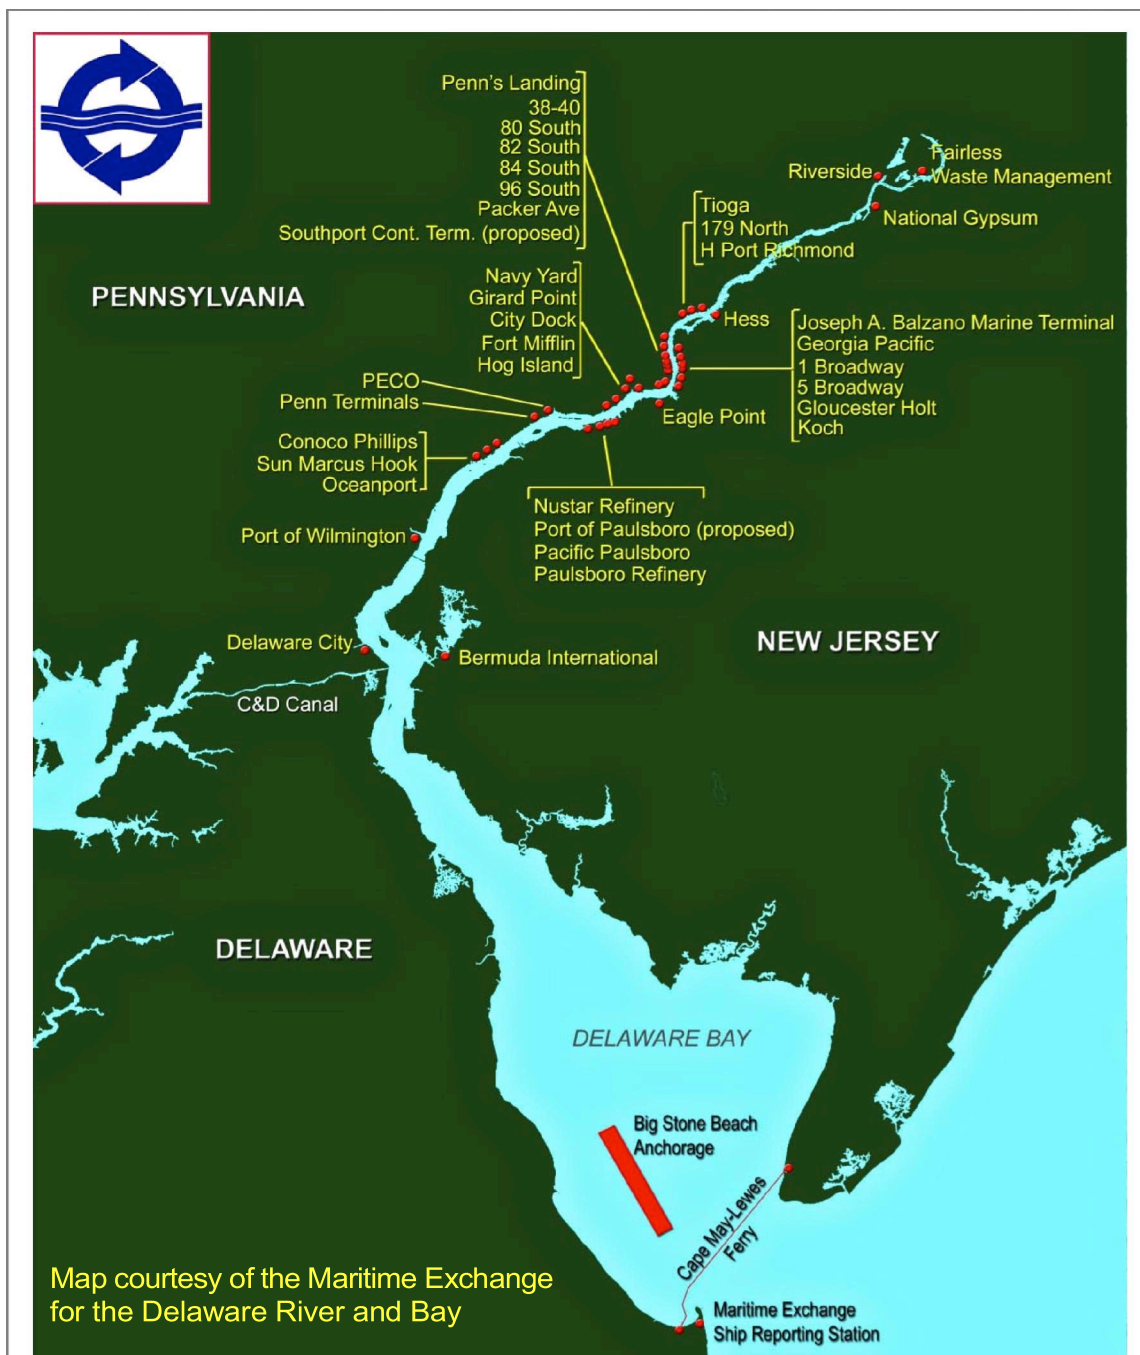 Penn's Landing
38-40
80 South
82 South
84 South
96 South
Packer Ave
Southport Cont. Term. (proposed)
Fairless
Waste Management
Riverside
National Gypsum
Tioga
179 North
H Port Richmond
PENNSYLVANIA
Navy Yard
Girard Point
City Dock
Fort Mifflin
Hog Island
Hess
Joseph A. Balzano Marine Terminal
Georgia Pacific
1 Broadway
5 Broadway
Gloucester Holt
Koch
PECO
Penn Terminals
Eagle Point
Conoco Phillips
Sun Marcus Hook
Oceanport
Nustar Refinery
Port of Paulsboro (proposed)
Pacific Paulsboro
Paulsboro Refinery
Port of Wilmington
Delaware City
Bermuda International
NEW JERSEY
C&D Canal
DELAWARE
DELAWARE BAY
Big Stone Beach
Anchorage
Cape May-Lewes
Ferry
Map courtesy of the Maritime Exchange
for the Delaware River and Bay
Maritime Exchange
Ship Reporting Station